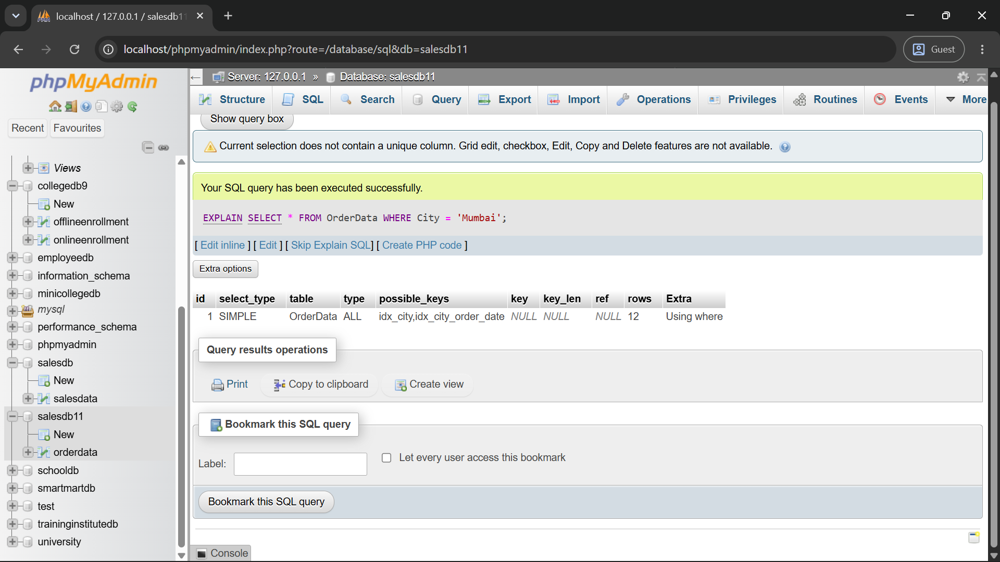 localhost / 127.0.0.1 / salesdb11
localhost/phpmyadmin/index.php?route=/database/sql&db=salesdb11
Guest
phpMyAdmin
Recent
Favourites
Views
collegedb9
New
offlineenrollment
onlineenrollment
employeedb
information_schema
minicollegedb
mysql
performance_schema
phpmyadmin
salesdb
New
salesdata
salesdb11
New
orderdata
schooldb
smartmartdb
test
traininginstitutedb
university
Server: 127.0.0.1 » Database: salesdb11
Structure SQL Search Query Export Import Operations Privileges Routines Events More
Show query box
Current selection does not contain a unique column. Grid edit, checkbox, Edit, Copy and Delete features are not available.
Your SQL query has been executed successfully.
EXPLAIN SELECT * FROM OrderData WHERE City = 'Mumbai';
[ Edit inline ] [ Edit ] [ Skip Explain SQL] [ Create PHP code ]
Extra options
id select_type table type possible_keys key key_len ref rows Extra
1 SIMPLE OrderData ALL idx_city,idx_city_order_date NULL NULL NULL 12 Using where
Query results operations
Print Copy to clipboard Create view
Bookmark this SQL query
Label: Let every user access this bookmark
Bookmark this SQL query
Console